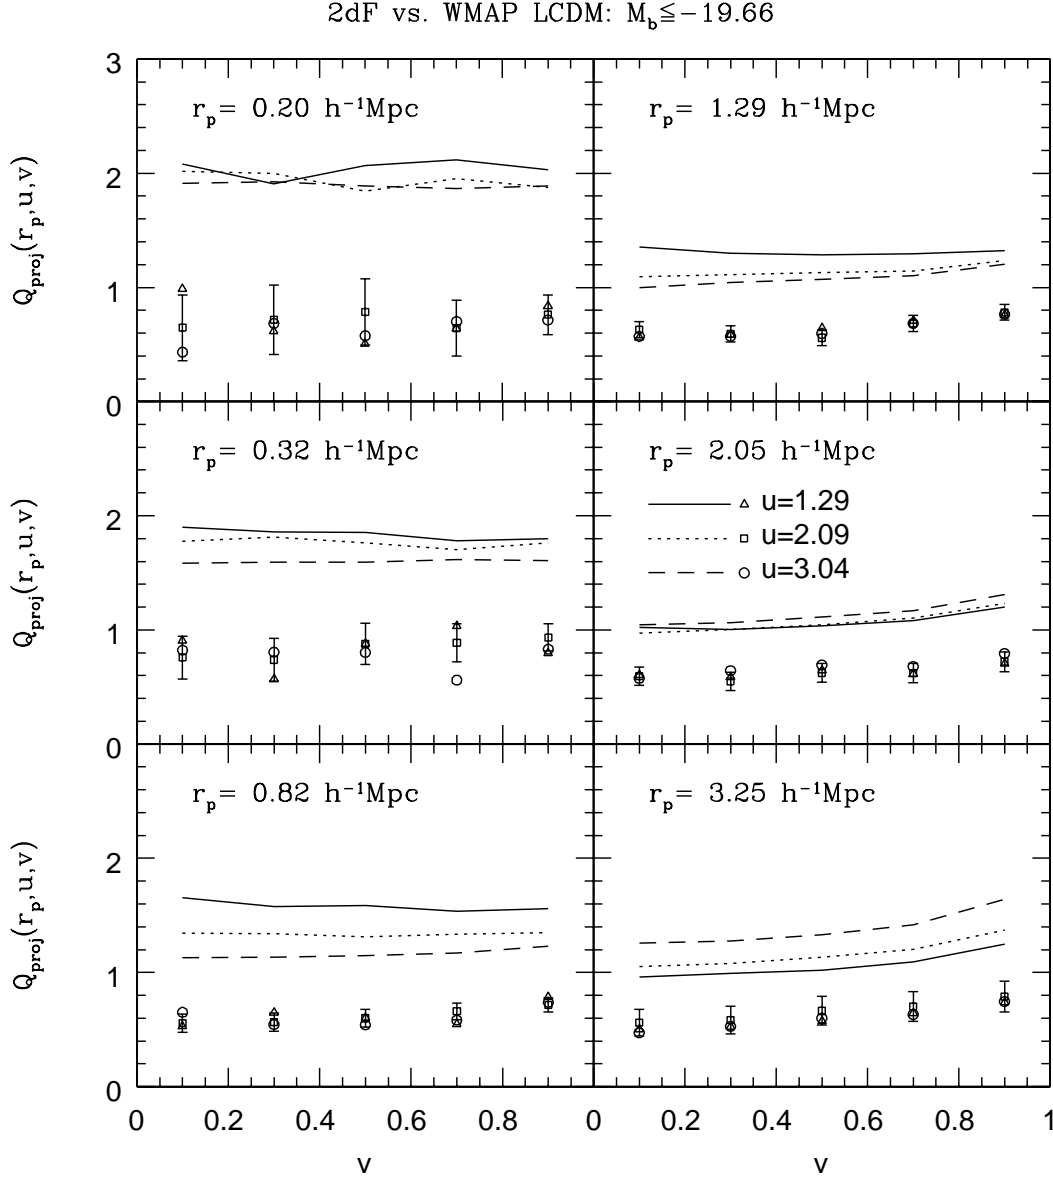 2dF vs. WMAP LCDM: M_b≦−19.66
3
r_p= 0.20 h⁻¹Mpc
r_p= 1.29 h⁻¹Mpc
2
Q_proj(r_p,u,v)
1
0
r_p= 0.32 h⁻¹Mpc
r_p= 2.05 h⁻¹Mpc
u=1.29
2
u=2.09
Q_proj(r_p,u,v)
u=3.04
1
0
r_p= 0.82 h⁻¹Mpc
r_p= 3.25 h⁻¹Mpc
2
Q_proj(r_p,u,v)
1
0
0 0.2 0.4 0.6 0.8 0 0.2 0.4 0.6 0.8 1
v v